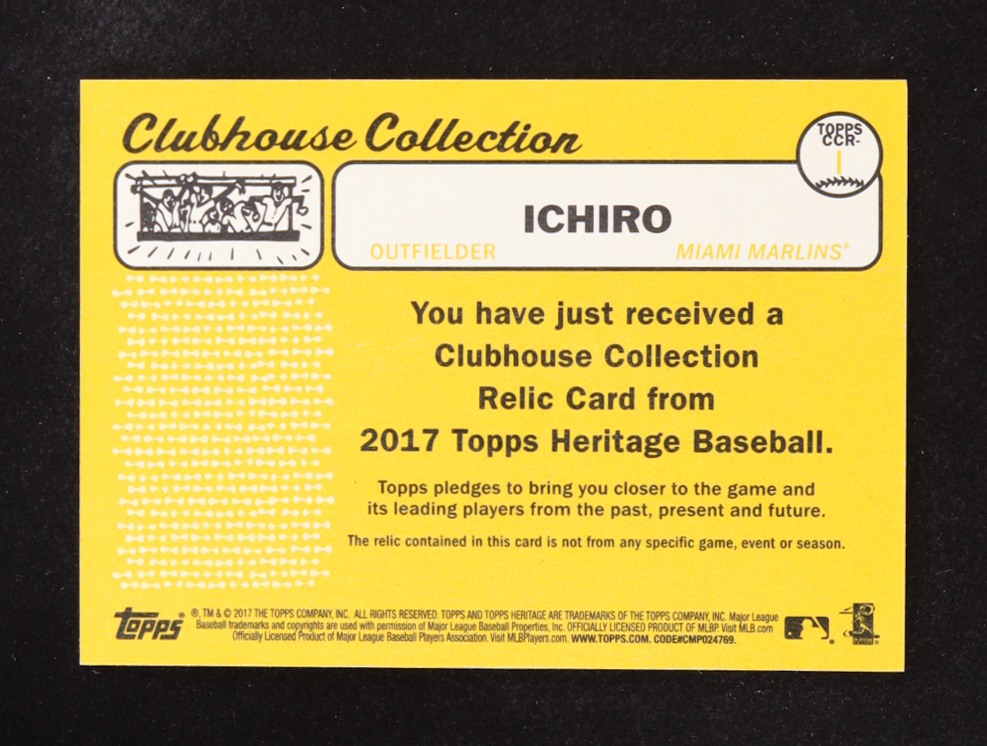 Clubhouse Collection
TOPPS
CCR-
I
ICHIRO
OUTFIELDER
MIAMI MARLINS®
You have just received a
Clubhouse Collection
Relic Card from
2017 Topps Heritage Baseball.
Topps pledges to bring you closer to the game and
its leading players from the past, present and future.
The relic contained in this card is not from any specific game, event or season.
topps®
®, TM & © 2017 THE TOPPS COMPANY, INC. ALL RIGHTS RESERVED. TOPPS AND TOPPS HERITAGE ARE TRADEMARKS OF THE TOPPS COMPANY, INC. Major League
Baseball trademarks and copyrights are used with permission of Major League Baseball Properties, Inc. OFFICIALLY LICENSED PRODUCT OF MLBP Visit MLB.com
Officially Licensed Product of Major League Baseball Players Association. Visit MLBPlayers.com. WWW.TOPPS.COM. CODE#CMP024769.